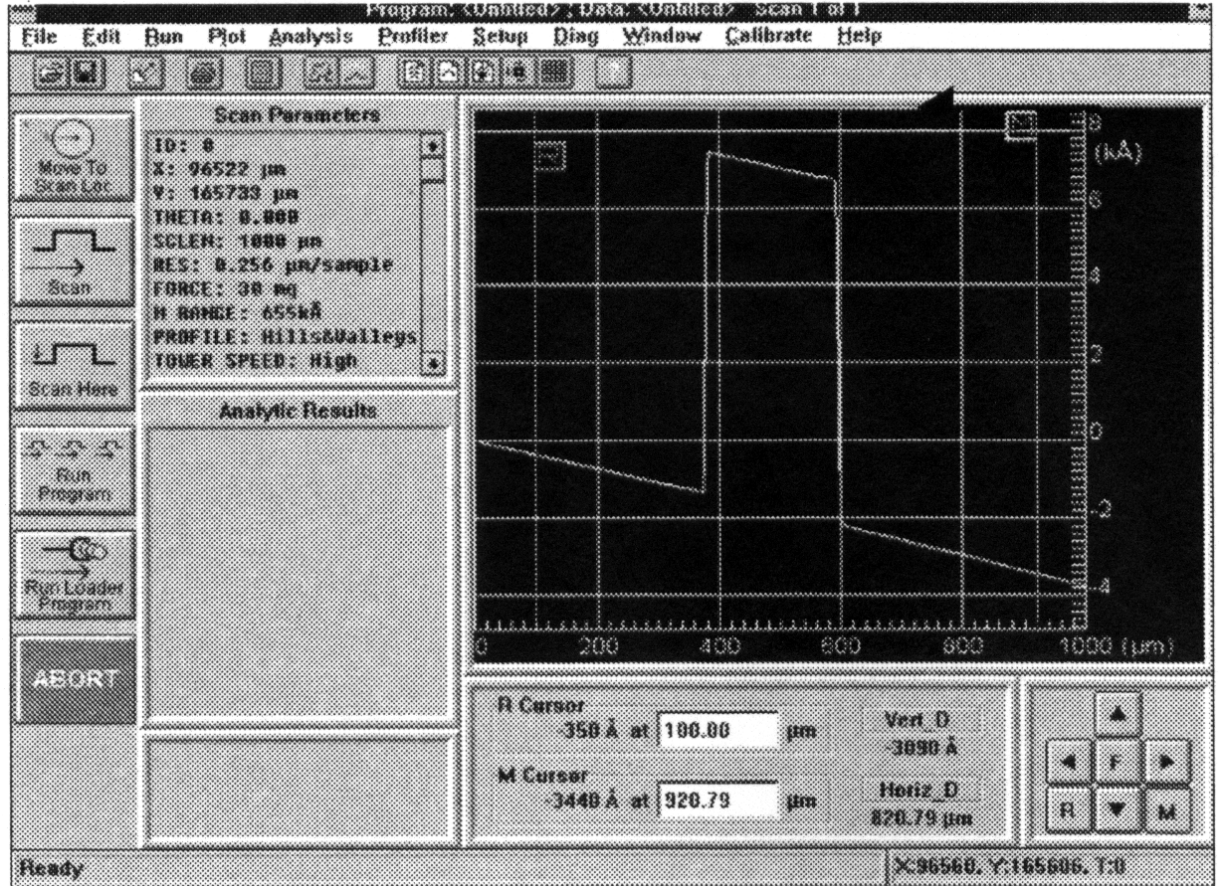 Program: <Untitled> ; Data: <Untitled> Scan 1 of 1
File Edit Run Plot Analysis Profiler Setup Diag Window Calibrate Help
Move To
Scan Loc.
Scan
Scan Here
Run
Program
Run Loader
Program
ABORT
Scan Parameters
ID: 0
X: 96522 µm
Y: 165733 µm
THETA: 0.000
SCLEN: 1000 µm
RES: 0.256 µm/sample
FORCE: 30 mg
M RANGE: 655kÅ
PROFILE: Hills&Valleys
TOWER SPEED: High
Analytic Results
R
M
8
(kÅ)
6
4
2
0
-2
-4
0 200 400 600 800 1000 (µm)
R Cursor
-350 Å at 100.00 µm
M Cursor
-3440 Å at 920.79 µm
Vert_D
-3090 Å
Horiz_D
820.79 µm
F
R M
Ready
X:96560, Y:165606, T:0